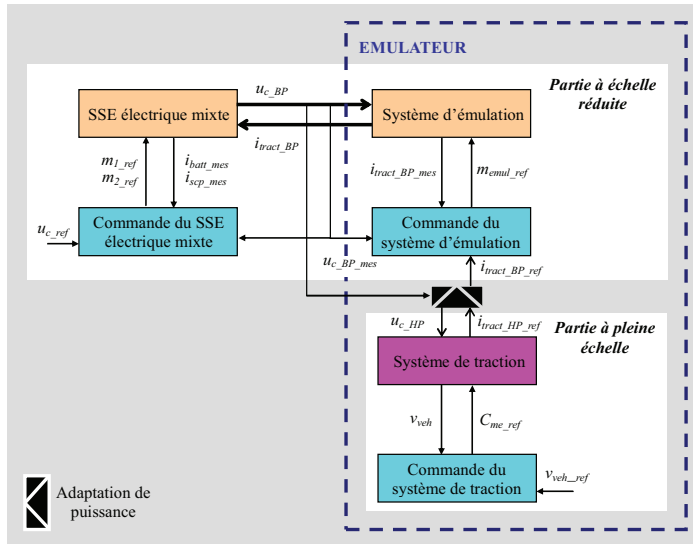 EMULATEUR
u_c_BP
Partie à échelle
réduite
SSE électrique mixte
Système d'émulation
i_tract_BP
m_1_ref
m_2_ref
i_batt_mes
i_scp_mes
i_tract_BP_mes
m_emul_ref
u_c_ref
Commande du SSE
électrique mixte
Commande du
système d'émulation
u_c_BP_mes
i_tract_BP_ref
u_c_HP
i_tract_HP_ref
Partie à pleine
échelle
Système de traction
v_veh
C_me_ref
Commande du
système de traction
v_veh_ref
Adaptation de
puissance